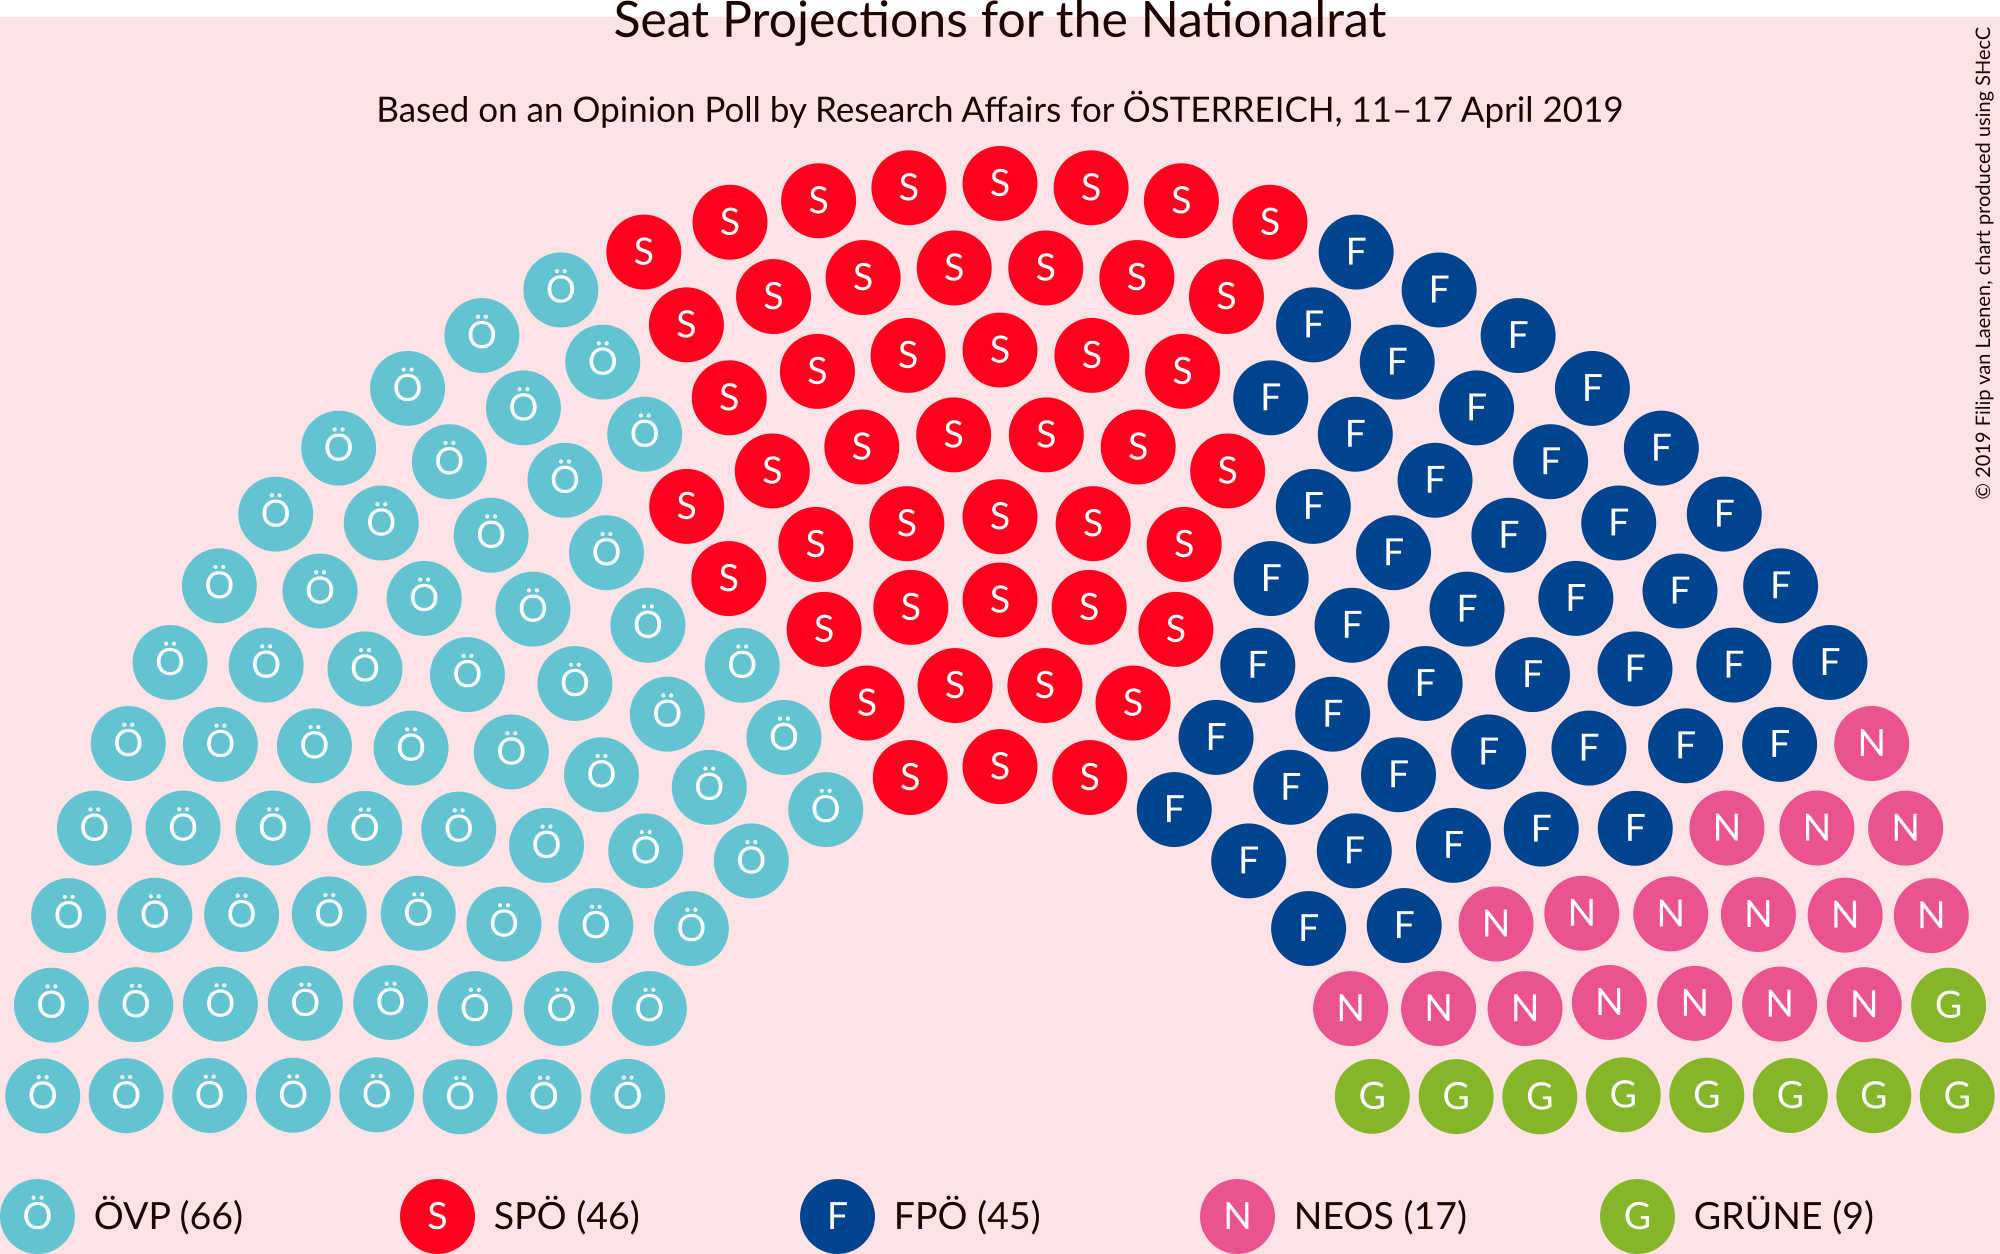 Seat Projections for the Nationalrat
Based on an Opinion Poll by Research Affairs for ÖSTERREICH, 11–17 April 2019
© 2019 Filip van Laenen, chart produced using SHecC
S S S S S S S S S F F F F F F F F N N N G G
Ö ÖVP (66) S SPÖ (46) F FPÖ (45) N NEOS (17) G GRÜNE (9)